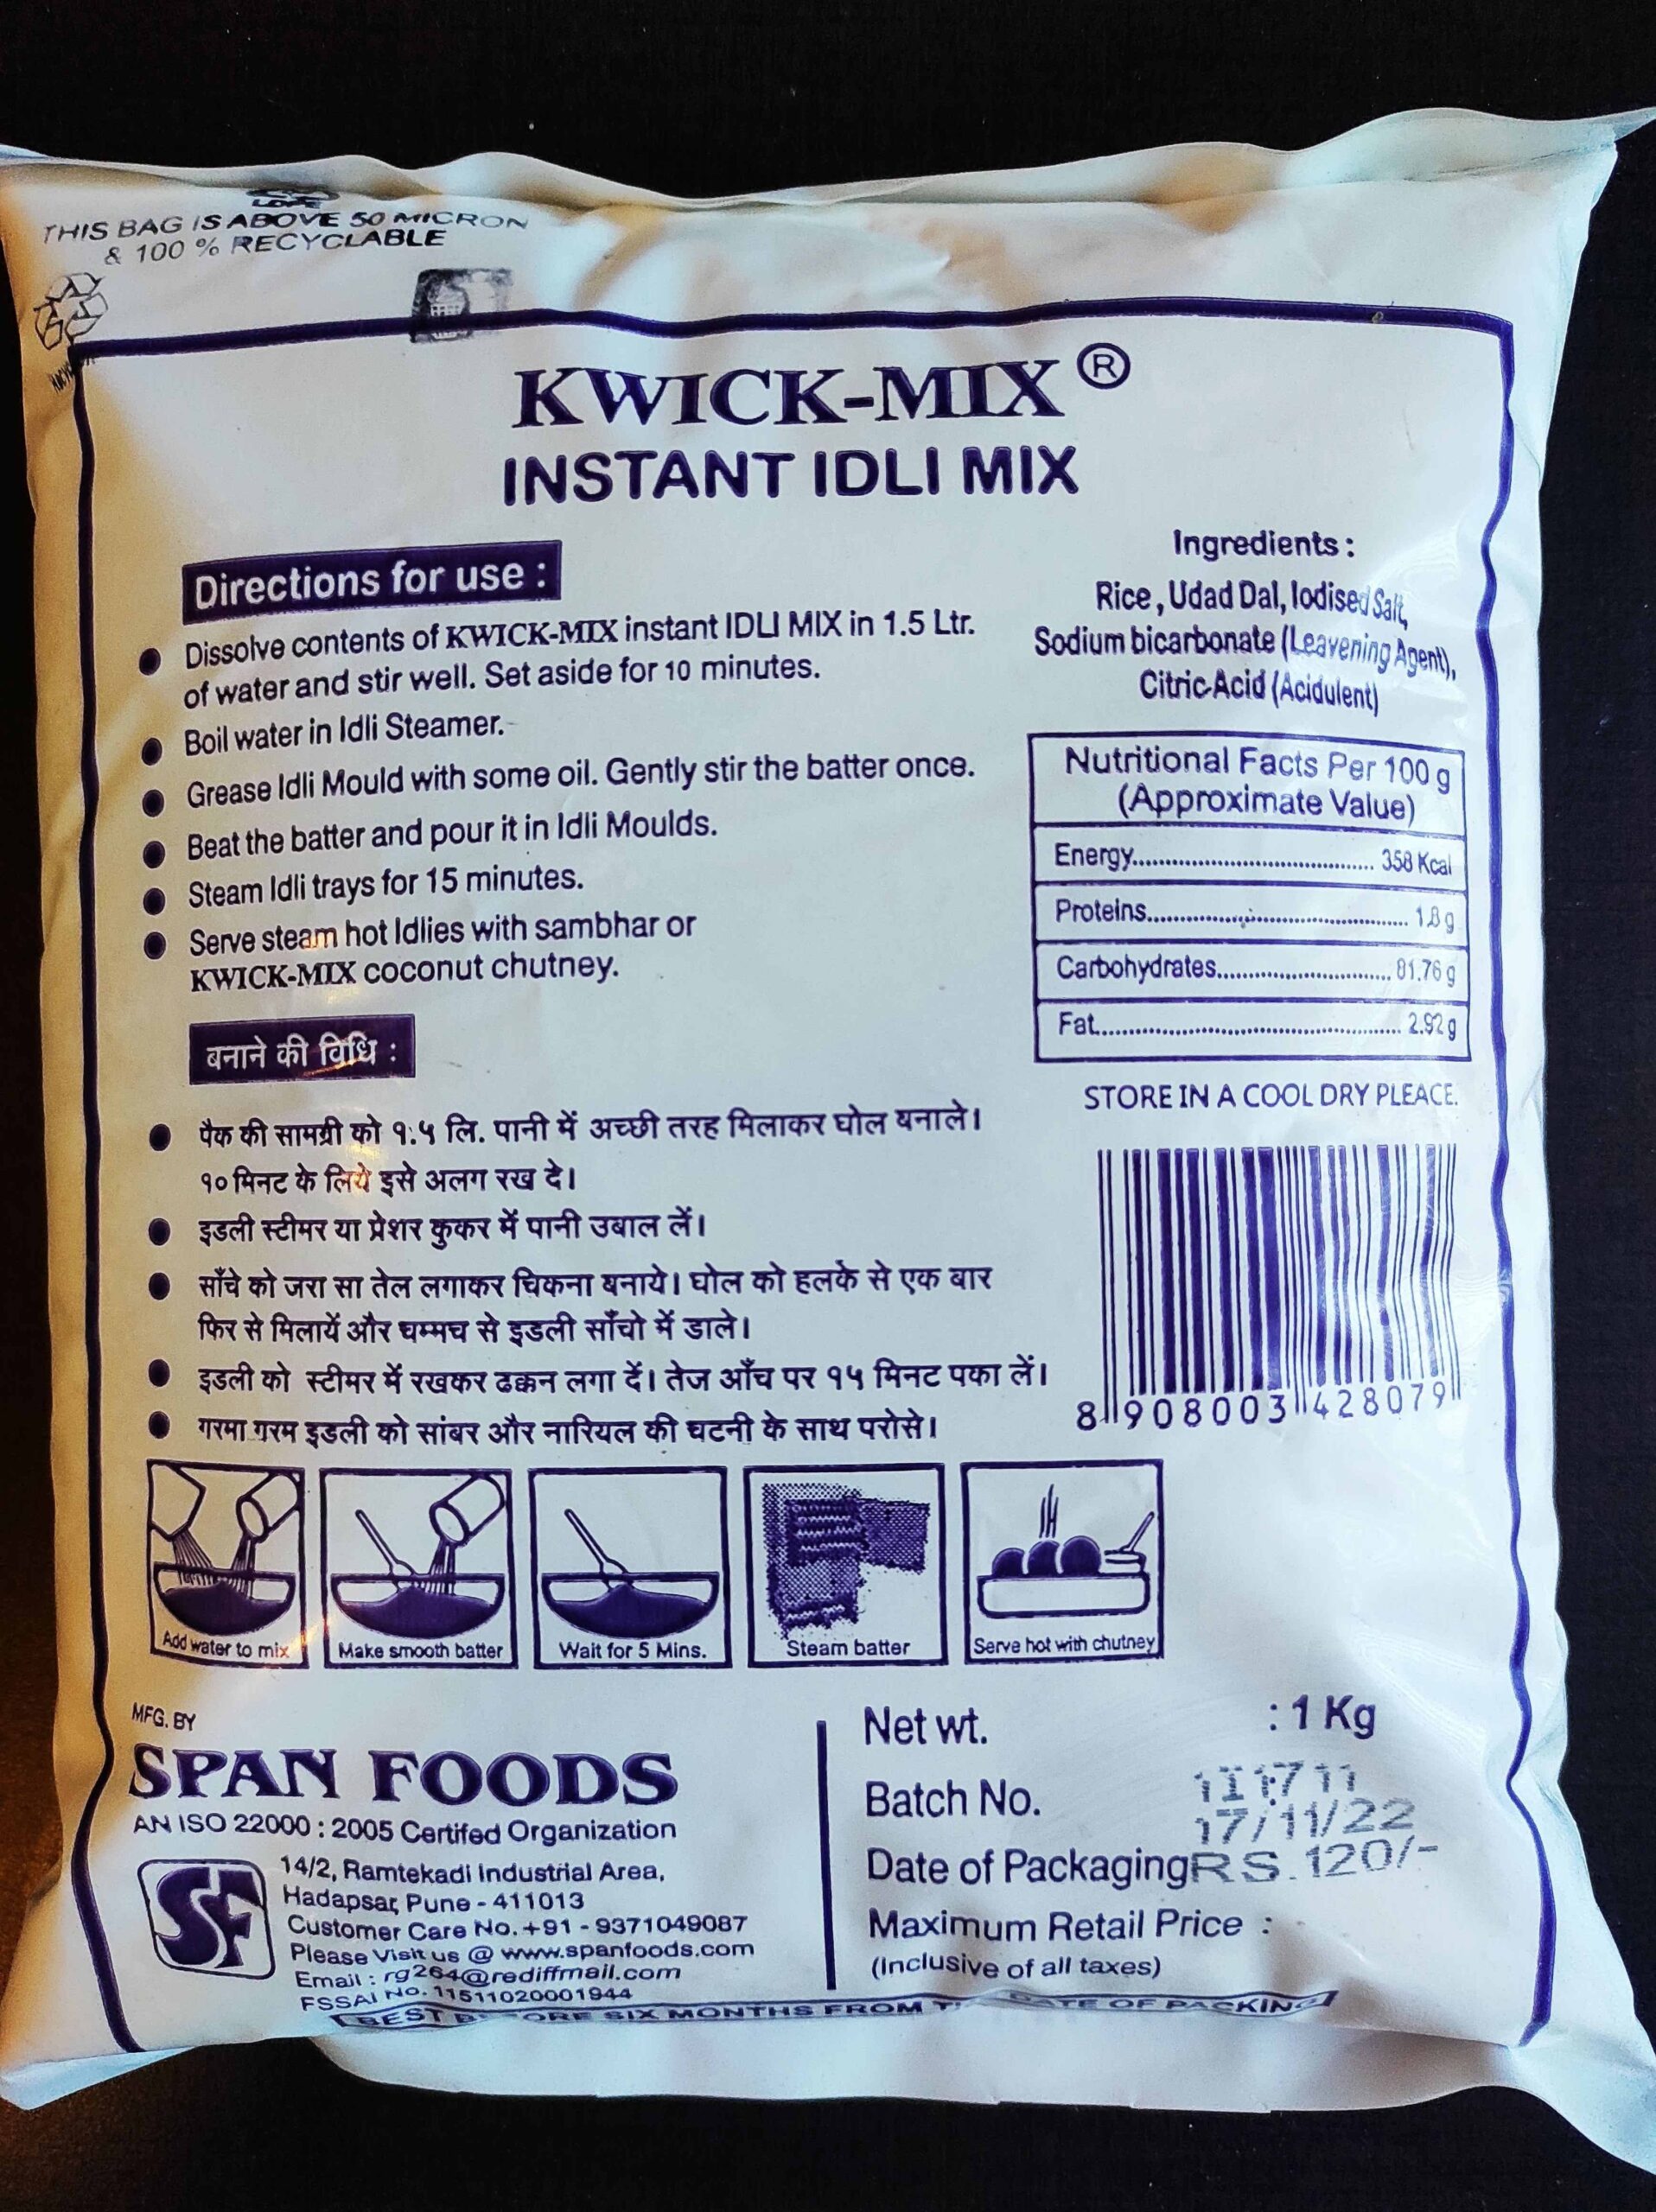 THIS BAG IS ABOVE 50 MICRON
& 100 % RECYCLABLE
KWICK-MIX ®
INSTANT IDLI MIX
Directions for use :
Dissolve contents of KWICK-MIX instant IDLI MIX in 1.5 Ltr.
of water and stir well. Set aside for 10 minutes.
Boil water in Idli Steamer.
Grease Idli Mould with some oil. Gently stir the batter once.
Beat the batter and pour it in Idli Moulds.
Steam Idli trays for 15 minutes.
Serve steam hot Idlies with sambhar or
KWICK-MIX coconut chutney.
Ingredients :
Rice, Udad Dal, Iodised Salt,
Sodium bicarbonate (Leavening Agent),
Citric Acid (Acidulent)
Nutritional Facts Per 100 g
(Approximate Value)
Energy.......... 358 Kcal
Proteins.......... 1.8 g
Carbohydrates.......... 81.76 g
Fat.......... 2.92 g
STORE IN A COOL DRY PLEACE.
8 908003 428079
बनाने की विधि :
पैक की सामग्री को १.५ लि. पानी में अच्छी तरह मिलाकर घोल बनाले।
१० मिनट के लिये इसे अलग रख दे।
इडली स्टीमर या प्रेशर कुकर में पानी उबाल लें।
साँचे को जरा सा तेल लगाकर चिकना बनाये। घोल को हलके से एक बार
फिर से मिलायें और चम्मच से इडली साँचो में डाले।
इडली को स्टीमर में रखकर ढक्कन लगा दें। तेज आँच पर १५ मिनट पका लें।
गरमा गरम इडली को सांबर और नारियल की चटनी के साथ परोसे।
Add water to mix
Make smooth batter
Wait for 5 Mins.
Steam batter
Serve hot with chutney
MFG. BY
SPAN FOODS
AN ISO 22000 : 2005 Certifed Organization
SF
14/2, Ramtekadi Industrial Area,
Hadapsar, Pune - 411013
Customer Care No. +91 - 9371049087
Please Visit us @ www.spanfoods.com
Email : rg264@rediffmail.com
FSSAI No. 11511020001944
Net wt. : 1 Kg
Batch No. 111711
17/11/22
Date of Packaging RS. 120/-
Maximum Retail Price :
(Inclusive of all taxes)
BEST BEFORE SIX MONTHS FROM DATE OF PACKING